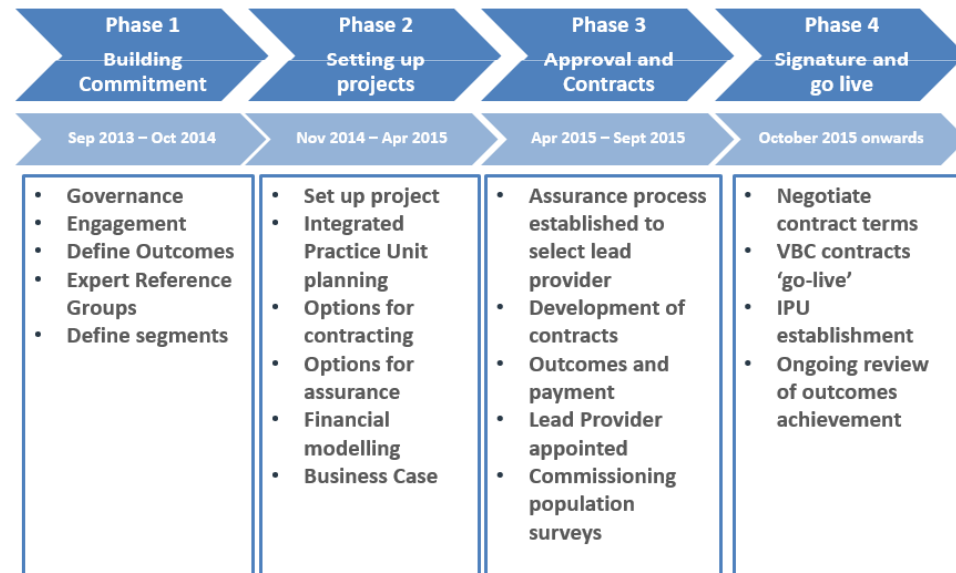 Phase 1
Building
Commitment
Phase 2
Setting up
projects
Phase 3
Approval and
Contracts
Phase 4
Signature and
go live
Sep 2013 – Oct 2014
Nov 2014 – Apr 2015
Apr 2015 – Sept 2015
October 2015 onwards
• Governance
• Engagement
• Define Outcomes
• Expert Reference
Groups
• Define segments
• Set up project
• Integrated
Practice Unit
planning
• Options for
contracting
• Options for
assurance
• Financial
modelling
• Business Case
• Assurance process
established to
select lead
provider
• Development of
contracts
• Outcomes and
payment
• Lead Provider
appointed
• Commissioning
population
surveys
• Negotiate
contract terms
• VBC contracts
‘go-live’
• IPU
establishment
• Ongoing review
of outcomes
achievement